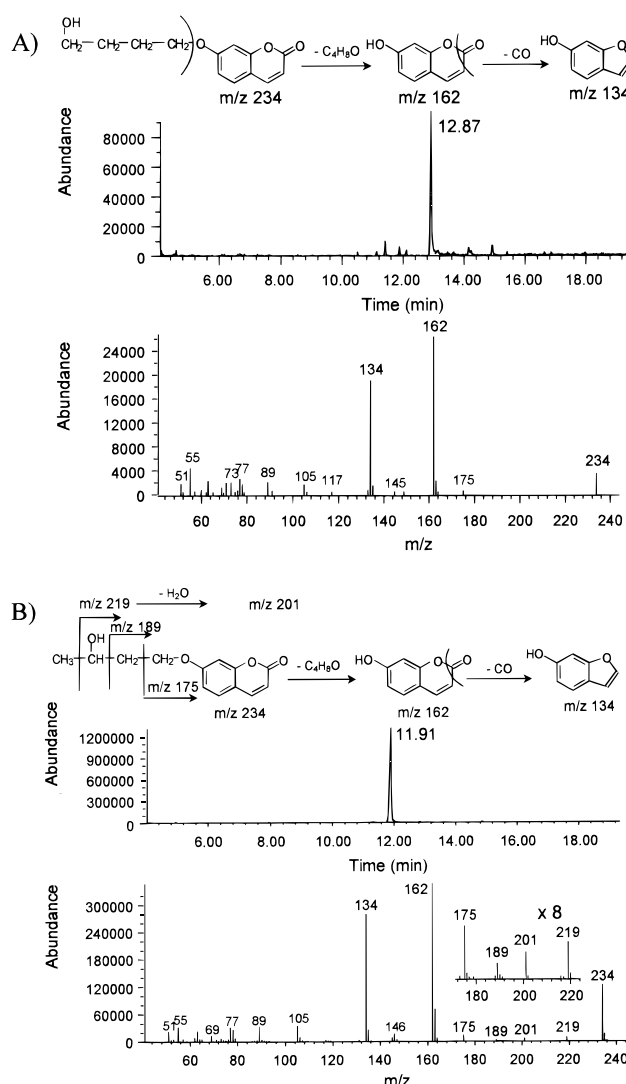 A)
OH
CH₂-CH₂-CH₂-CH₂ O O O - C₄H₈O HO O O - CO HO O
m/z 234 m/z 162 m/z 134
Abundance
80000
60000
40000
20000
0
12.87
6.00 8.00 10.00 12.00 14.00 16.00 18.00
Time (min)
Abundance
24000
20000
16000
12000
8000
4000
0
51 55 73 77 89 105 117 134 145 162 175 234
60 80 100 120 140 160 180 200 220 240
m/z
B)
m/z 219 - H₂O m/z 201
OH m/z 189
CH₃-CH-CH₂-CH₂-O O O - C₄H₈O HO O O - CO HO O
m/z 175
m/z 234 m/z 162 m/z 134
Abundance
1200000
900000
600000
300000
0
11.91
6.00 8.00 10.00 12.00 14.00 16.00 18.00
Time (min)
Abundance
300000
240000
180000
120000
60000
0
51 55 69 77 89 105 134 146 162 175 189 201 219 234
x 8
175 189 201 219
180 200 220
60 80 100 120 140 160 180 200 220 240
m/z